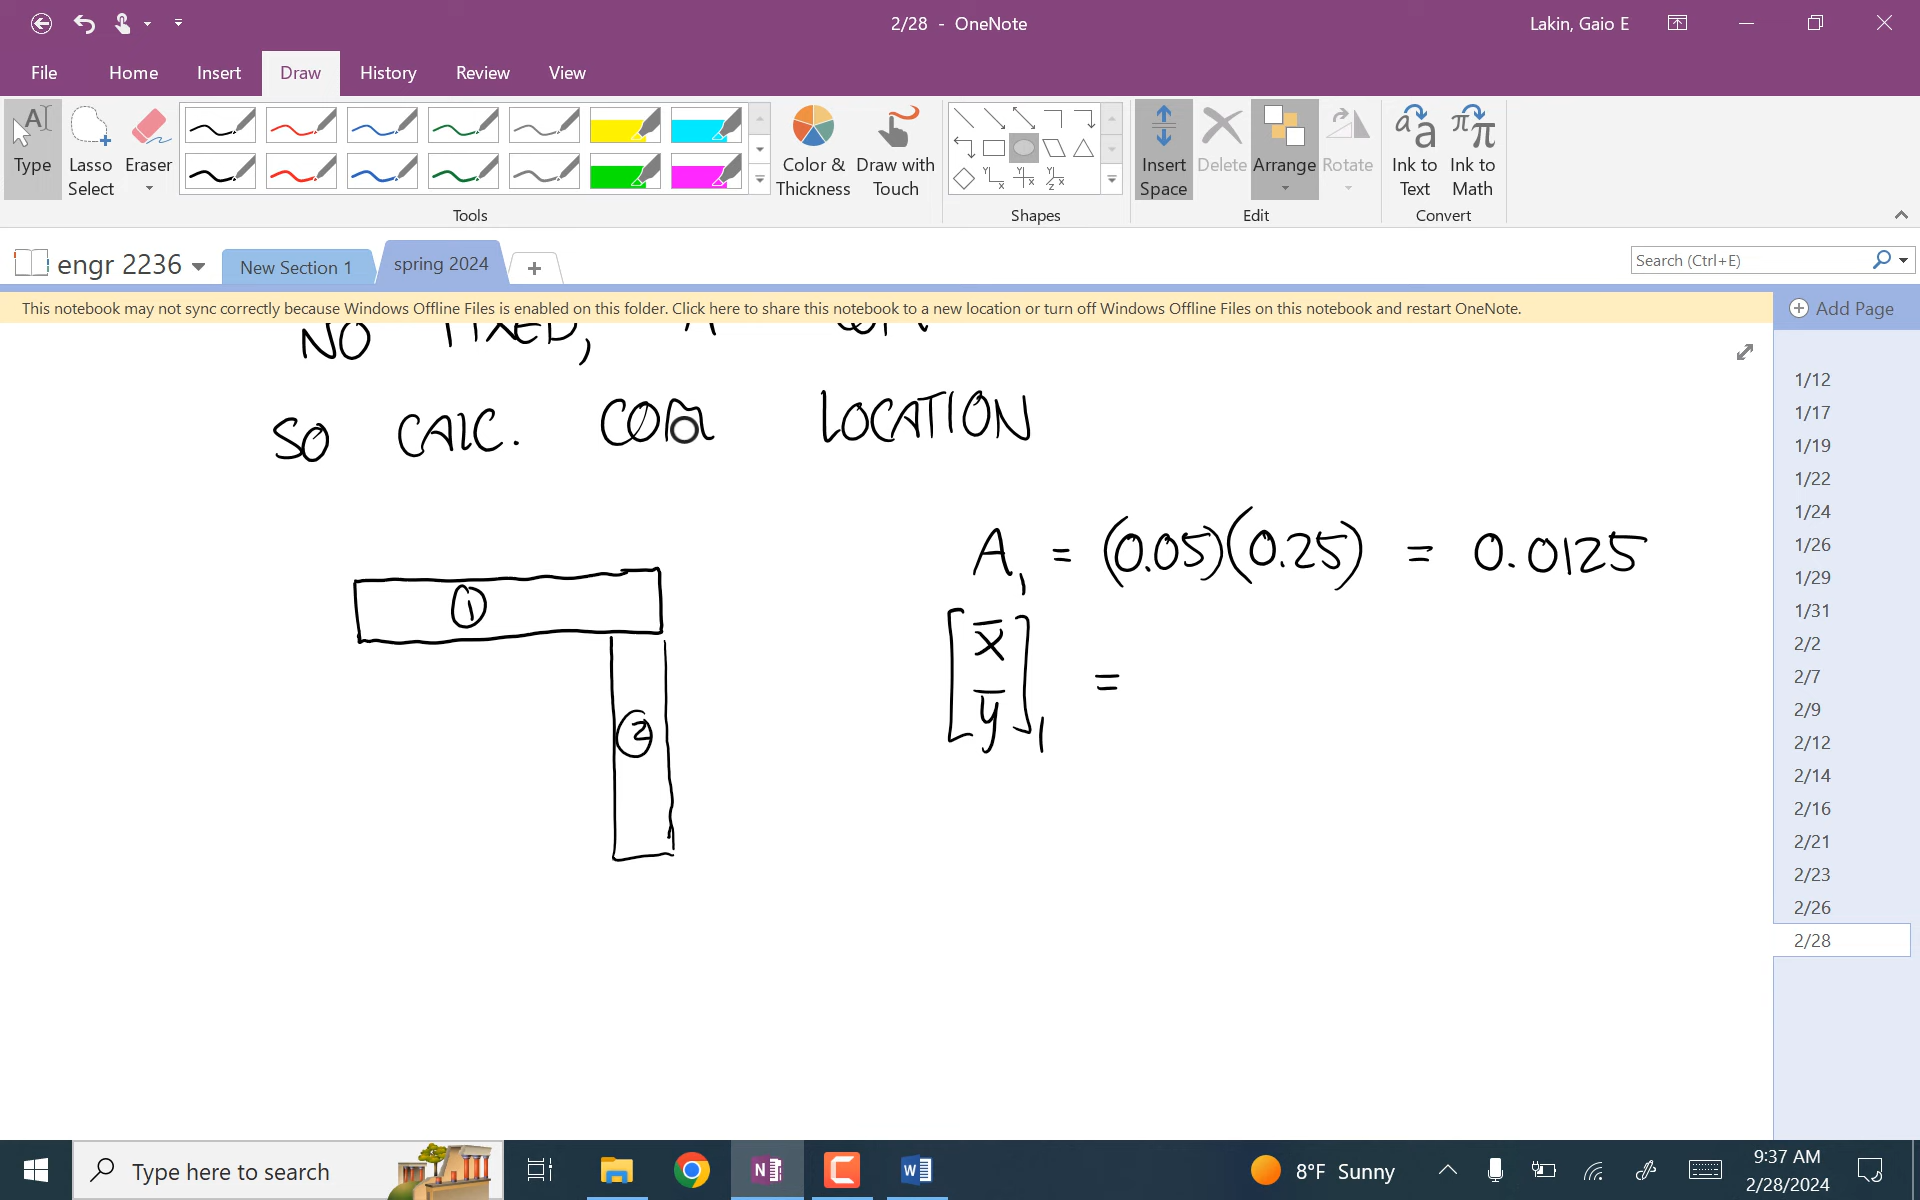 2/28 - OneNote
Lakin, Gaio E
File Home Insert Draw History Review View
Type
Lasso Select
Eraser
Color & Thickness
Draw with Touch
Insert Space
Delete
Arrange
Rotate
Ink to Text
Ink to Math
Tools
Shapes
Edit
Convert
engr 2236
New Section 1
spring 2024
Search (Ctrl+E)
This notebook may not sync correctly because Windows Offline Files is enabled on this folder. Click here to share this notebook to a new location or turn off Windows Offline Files on this notebook and restart OneNote.
Add Page
NO FIXED,
SO CALC. COM LOCATION
A₁ = (0.05)(0.25) = 0.0125
[x̄
ȳ]₁ =
①
②
1/12
1/17
1/19
1/22
1/24
1/26
1/29
1/31
2/2
2/7
2/9
2/12
2/14
2/16
2/21
2/23
2/26
2/28
Type here to search
8°F Sunny
9:37 AM
2/28/2024